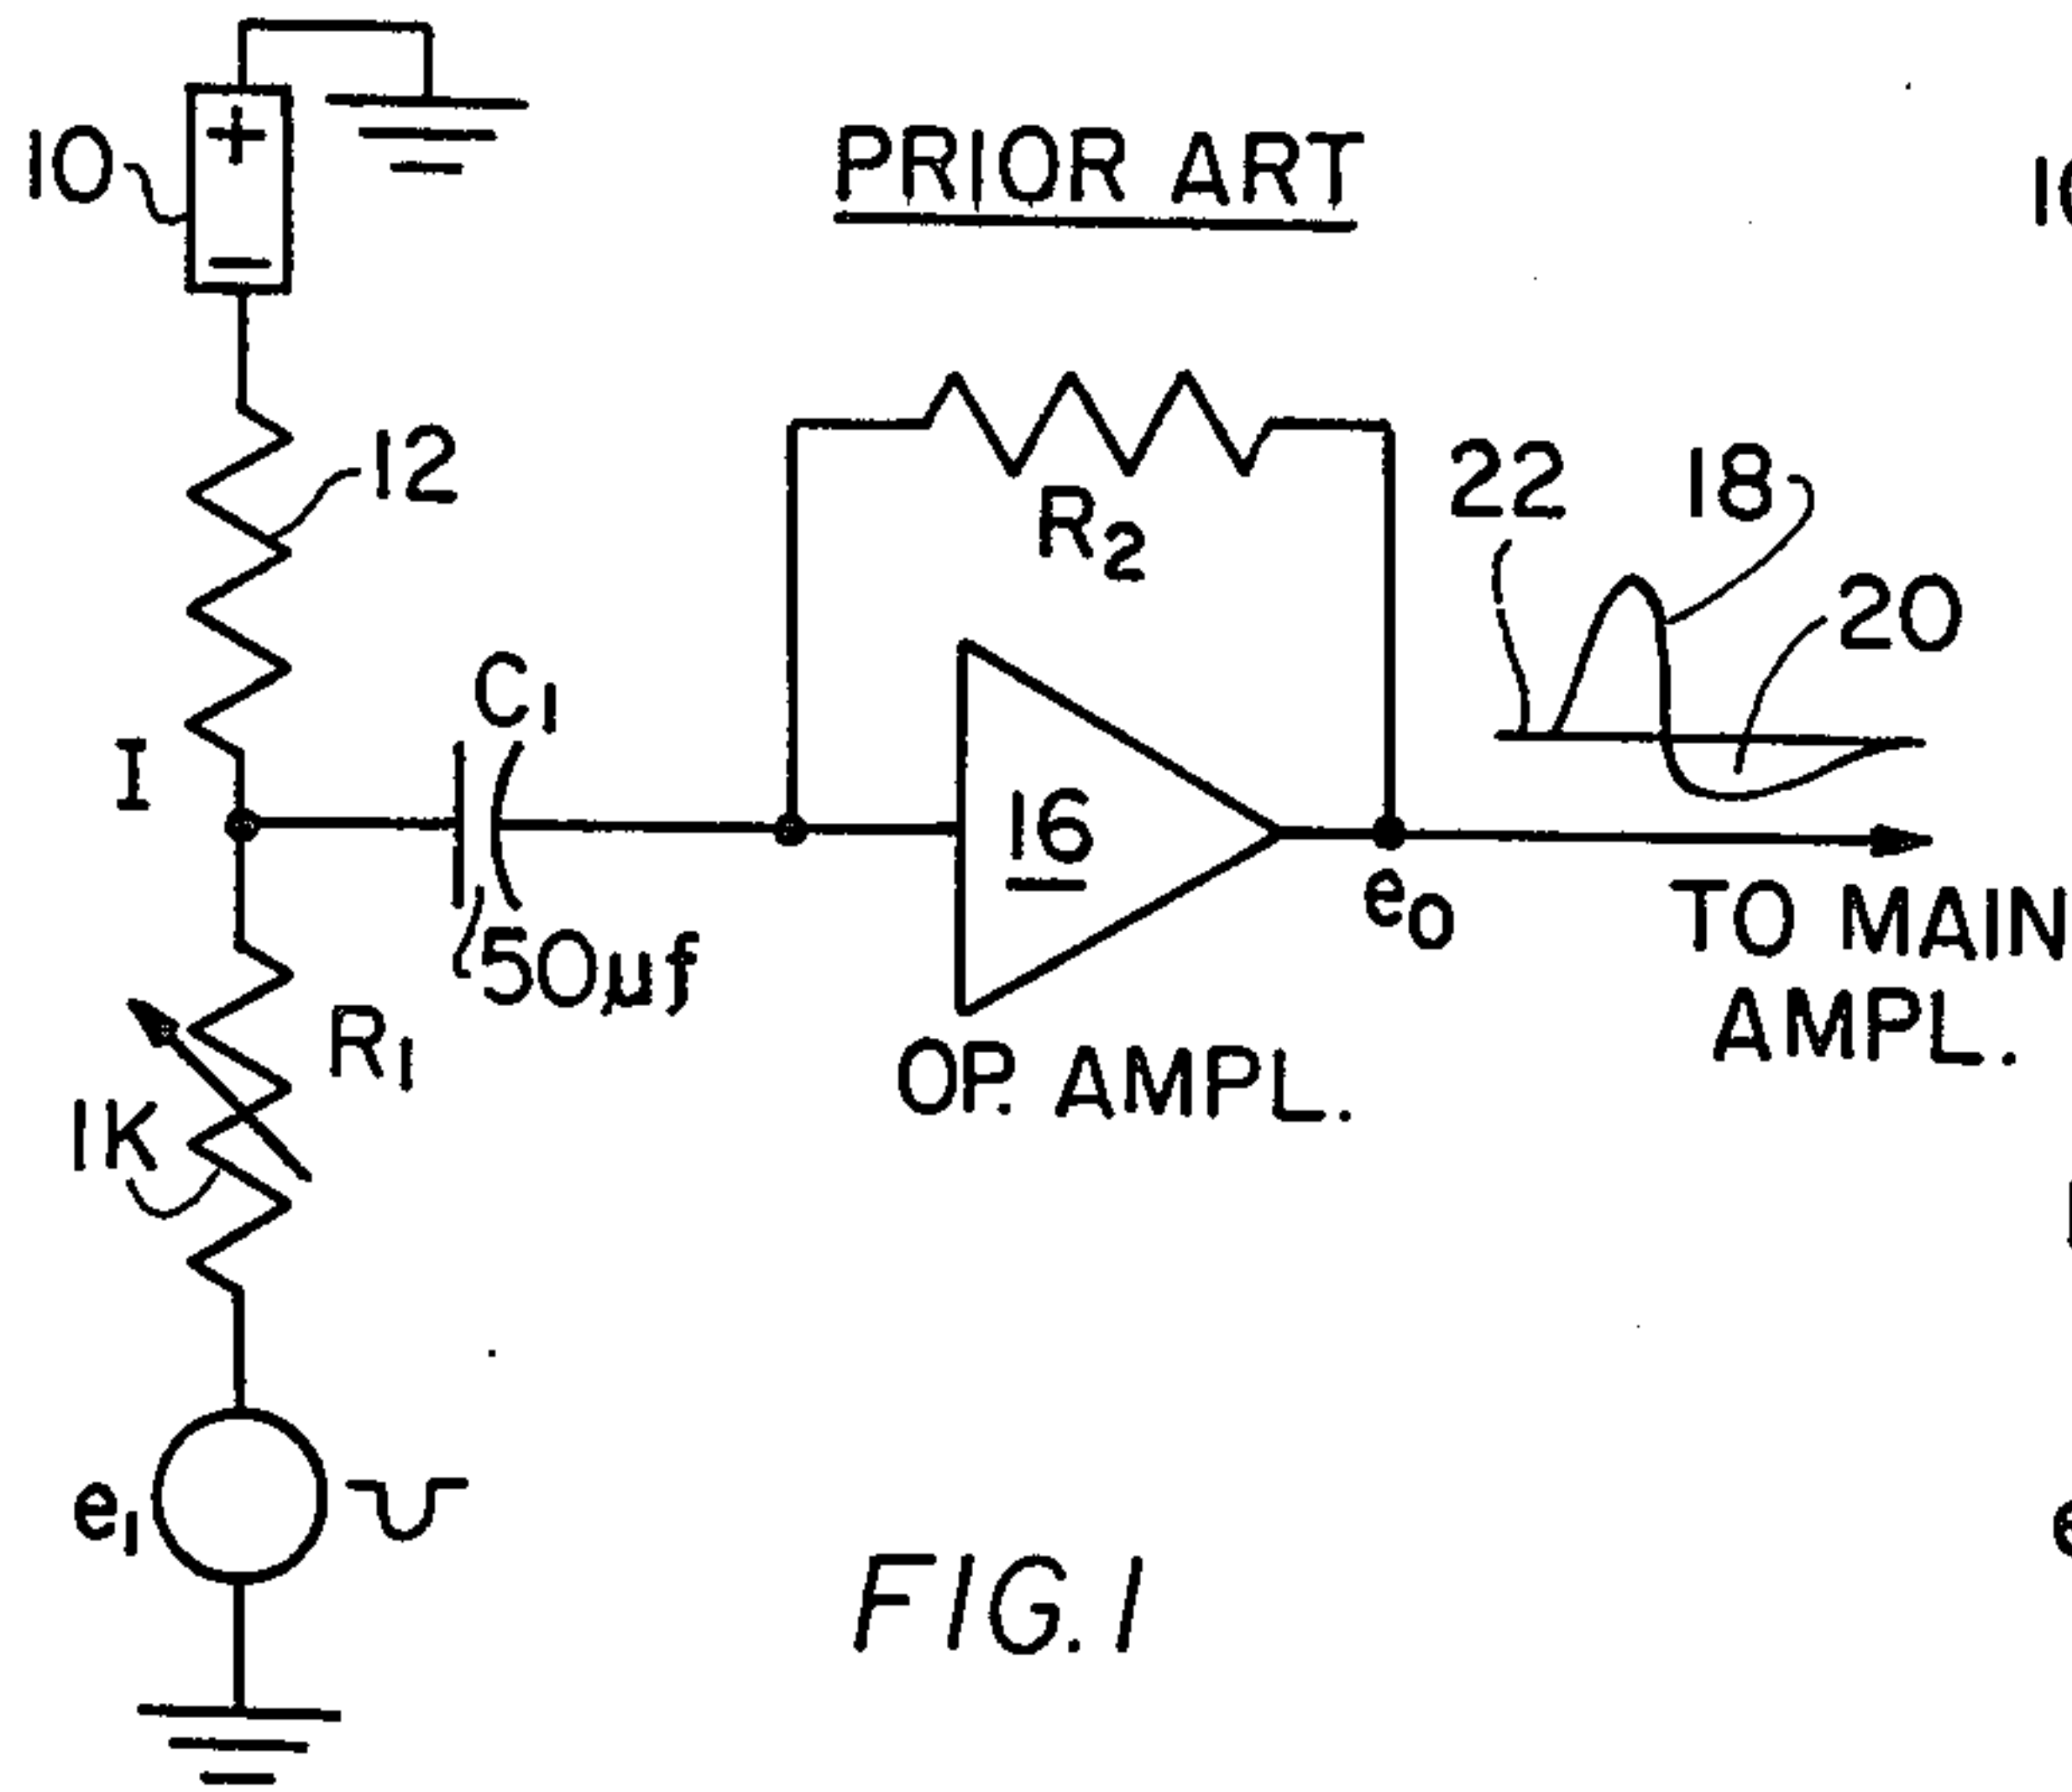 PRIOR ART
10
+
−
12
R2
22
18
20
I
C1
16
50µf
eo
TO MAIN
AMPL.
OP. AMPL.
R1
1K
e1
FIG. 1